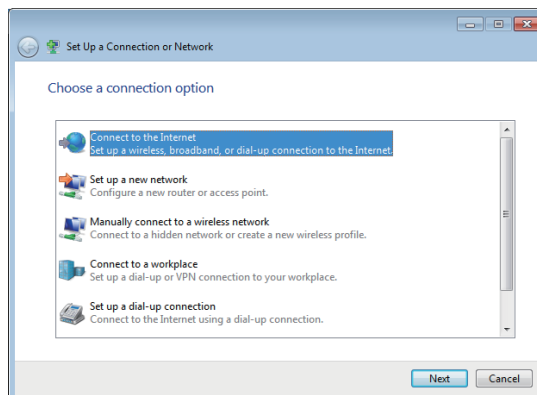 Set Up a Connection or Network
Choose a connection option
Connect to the Internet
Set up a wireless, broadband, or dial-up connection to the Internet.
Set up a new network
Configure a new router or access point.
Manually connect to a wireless network
Connect to a hidden network or create a new wireless profile.
Connect to a workplace
Set up a dial-up or VPN connection to your workplace.
Set up a dial-up connection
Connect to the Internet using a dial-up connection.
Next Cancel